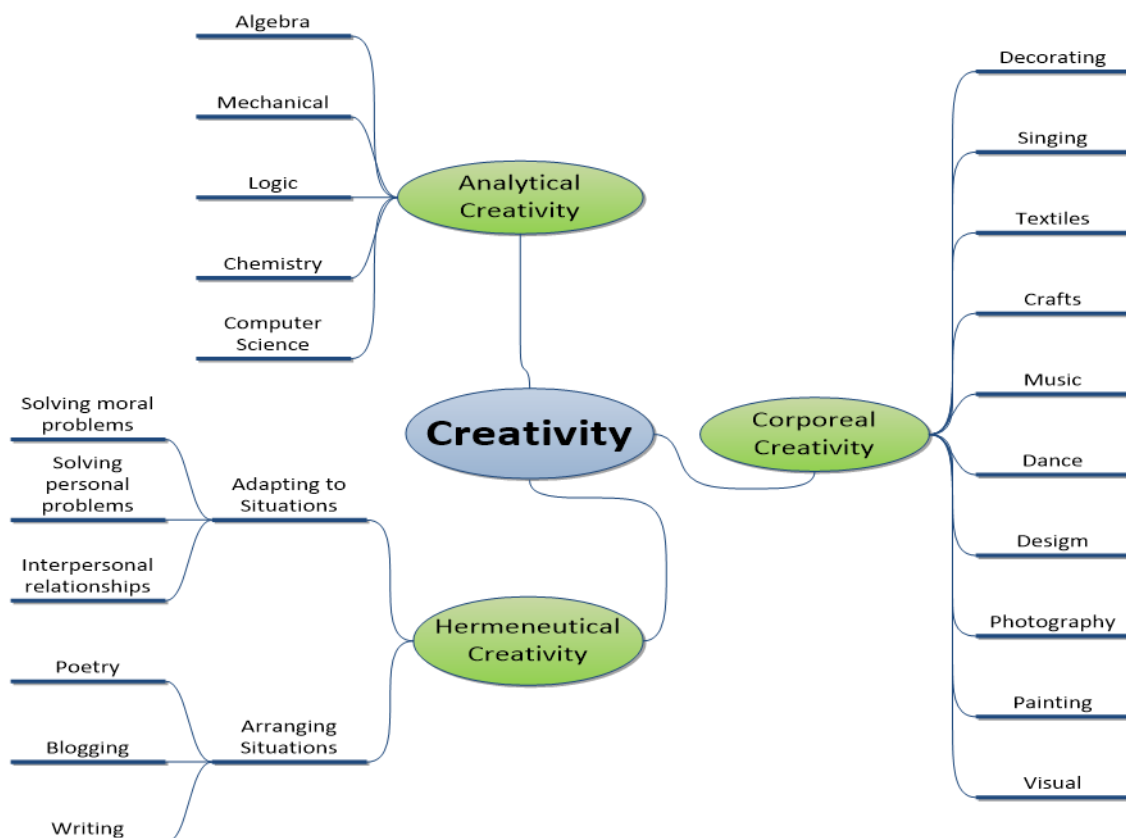 Algebra
Mechanical
Logic
Chemistry
Computer
Science
Analytical
Creativity
Creativity
Corporeal
Creativity
Decorating
Singing
Textiles
Crafts
Music
Dance
Desigm
Photography
Painting
Visual
Hermeneutical
Creativity
Adapting to
Situations
Solving moral
problems
Solving
personal
problems
Interpersonal
relationships
Arranging
Situations
Poetry
Blogging
Writing